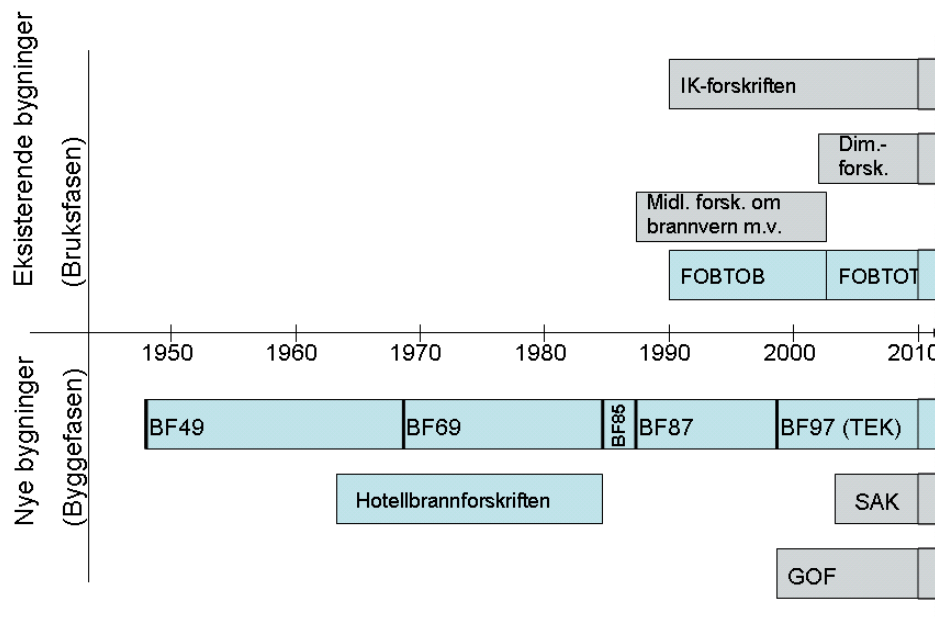 Eksisterende bygninger
(Bruksfasen)
IK-forskriften
Dim.-
forsk.
Midl. forsk. om
brannvern m.v.
FOBTOB
FOBTOT
1950
1960
1970
1980
1990
2000
2010
Nye bygninger
(Byggefasen)
BF49
BF69
BF85
BF87
BF97 (TEK)
Hotellbrannforskriften
SAK
GOF